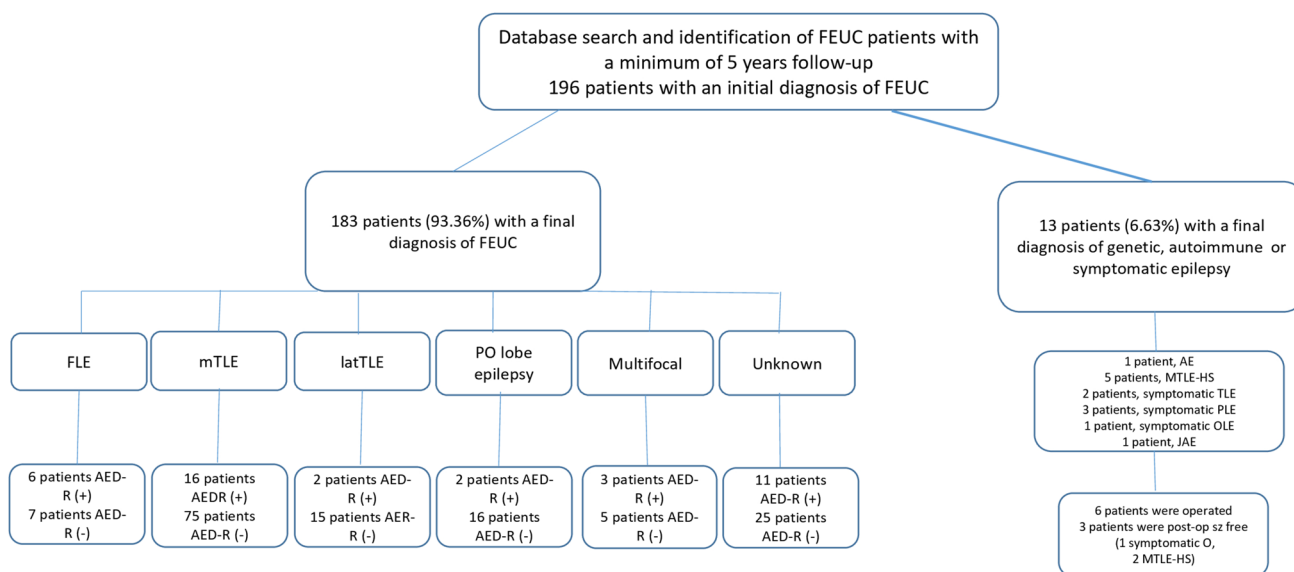 Database search and identification of FEUC patients with
a minimum of 5 years follow-up
196 patients with an initial diagnosis of FEUC
183 patients (93.36%) with a final
diagnosis of FEUC
13 patients (6.63%) with a final
diagnosis of genetic, autoimmune or
symptomatic epilepsy
FLE
mTLE
latTLE
PO lobe
epilepsy
Multifocal
Unknown
1 patient, AE
5 patients, MTLE-HS
2 patients, symptomatic TLE
3 patients, symptomatic PLE
1 patient, symptomatic OLE
1 patient, JAE
6 patients AED-
R (+)
7 patients AED-
R (-)
16 patients
AEDR (+)
75 patients
AED-R (-)
2 patients AED-
R (+)
15 patients AER-
R (-)
2 patients AED-
R (+)
16 patients
AED-R (-)
3 patients AED-
R (+)
5 patients AED-
R (-)
11 patients
AED-R (+)
25 patients
AED-R (-)
6 patients were operated
3 patients were post-op sz free
(1 symptomatic O,
2 MTLE-HS)